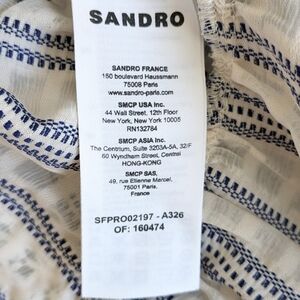 SANDRO
SANDRO FRANCE
150 boulevard Haussmann
75008 Paris
www.sandro-paris.com
SMCP USA Inc.
44 Wall Street, 12th Floor
New York, New York 10005
RN132784
SMCP ASIA Inc.
The Centrium, Suite 3203A-5A, 32/F
60 Wyndham Street, Central
HONG-KONG
SMCP SAS,
49, rue Etienne Marcel,
75001 Paris,
France
SFPRO02197 - A326
OF: 160474